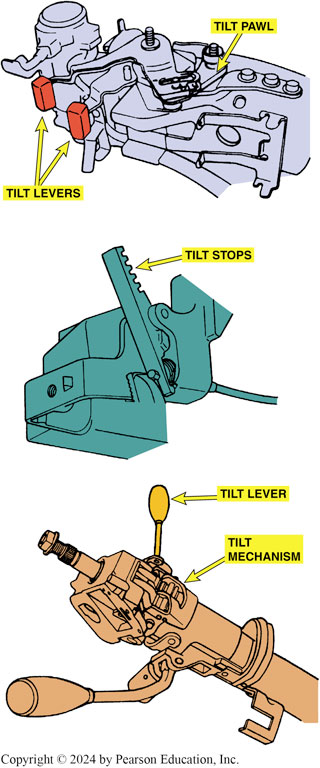 TILT PAWL
TILT LEVERS
TILT STOPS
TILT LEVER
TILT
MECHANISM
Copyright © 2024 by Pearson Education, Inc.